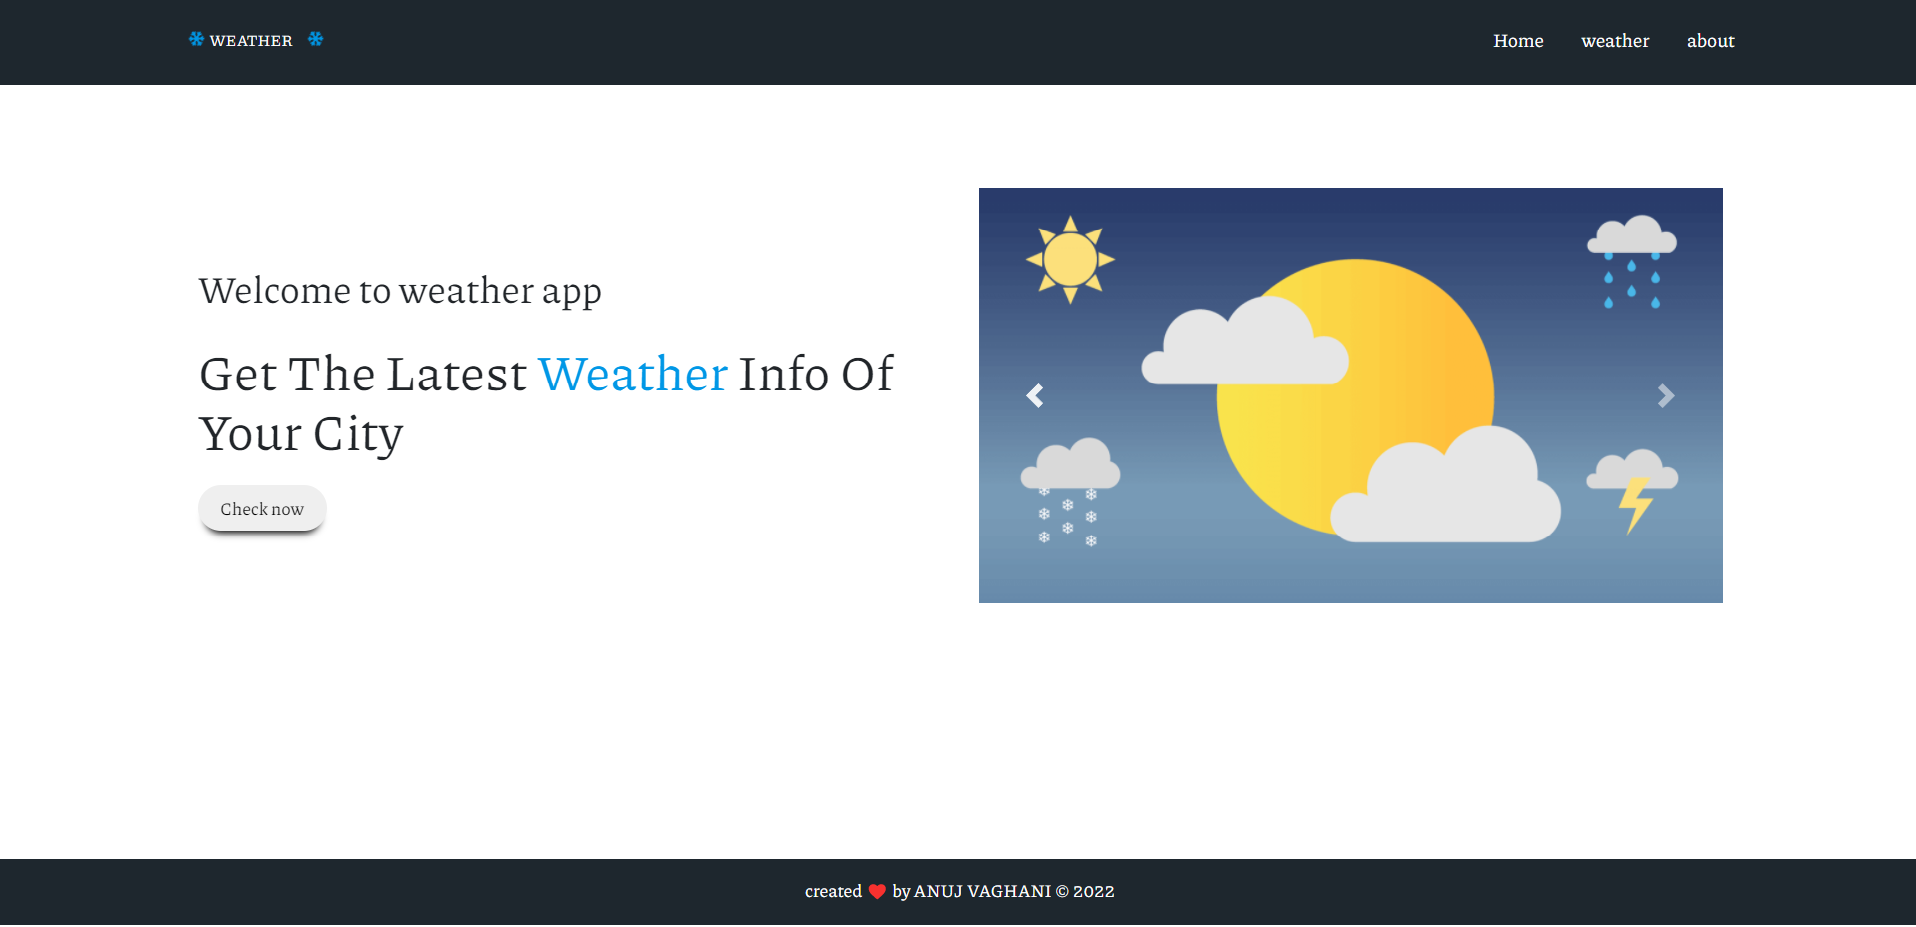 WEATHER
Home weather about
Welcome to weather app
Get The Latest Weather Info Of
Your City
Check now
created ❤ by ANUJ VAGHANI © 2022